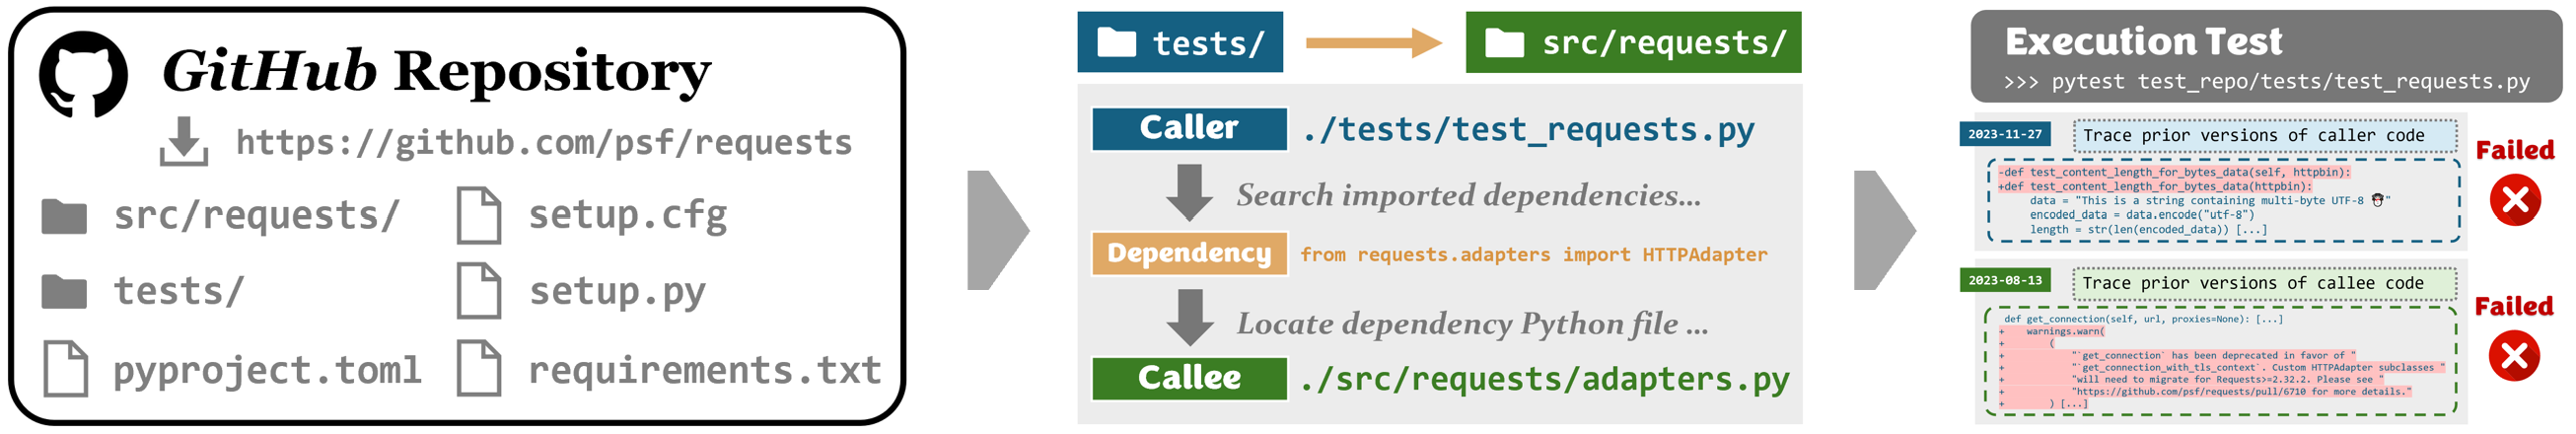 GitHub Repository
https://github.com/psf/requests
src/requests/
setup.cfg
tests/
setup.py
pyproject.toml
requirements.txt
tests/
src/requests/
Caller ./tests/test_requests.py
Search imported dependencies...
Dependency from requests.adapters import HTTPAdapter
Locate dependency Python file ...
Callee ./src/requests/adapters.py
Execution Test
>>> pytest test_repo/tests/test_requests.py
2023-11-27 Trace prior versions of caller code
Failed
-def test_content_length_for_bytes_data(self, httpbin):
+def test_content_length_for_bytes_data(httpbin):
data = "This is a string containing multi-byte UTF-8 "
encoded_data = data.encode("utf-8")
length = str(len(encoded_data)) [...]
2023-08-13 Trace prior versions of callee code
Failed
def get_connection(self, url, proxies=None): [...]
+ warnings.warn(
+ (
+ "`get_connection` has been deprecated in favor of "
+ "`get_connection_with_tls_context`. Custom HTTPAdapter subclasses "
+ "will need to migrate for Requests>=2.32.2. Please see "
+ "https://github.com/psf/requests/pull/6710 for more details."
+ ) [...]